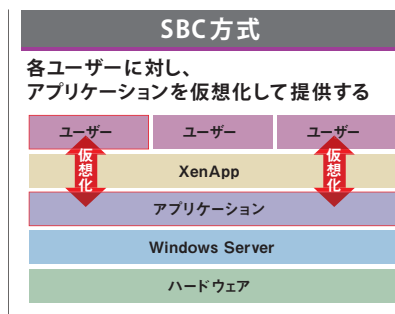 SBC方式
各ユーザーに対し、
アプリケーションを仮想化して提供する
ユーザー ユーザー ユーザー
仮想化 仮想化
XenApp
アプリケーション
Windows Server
ハードウェア